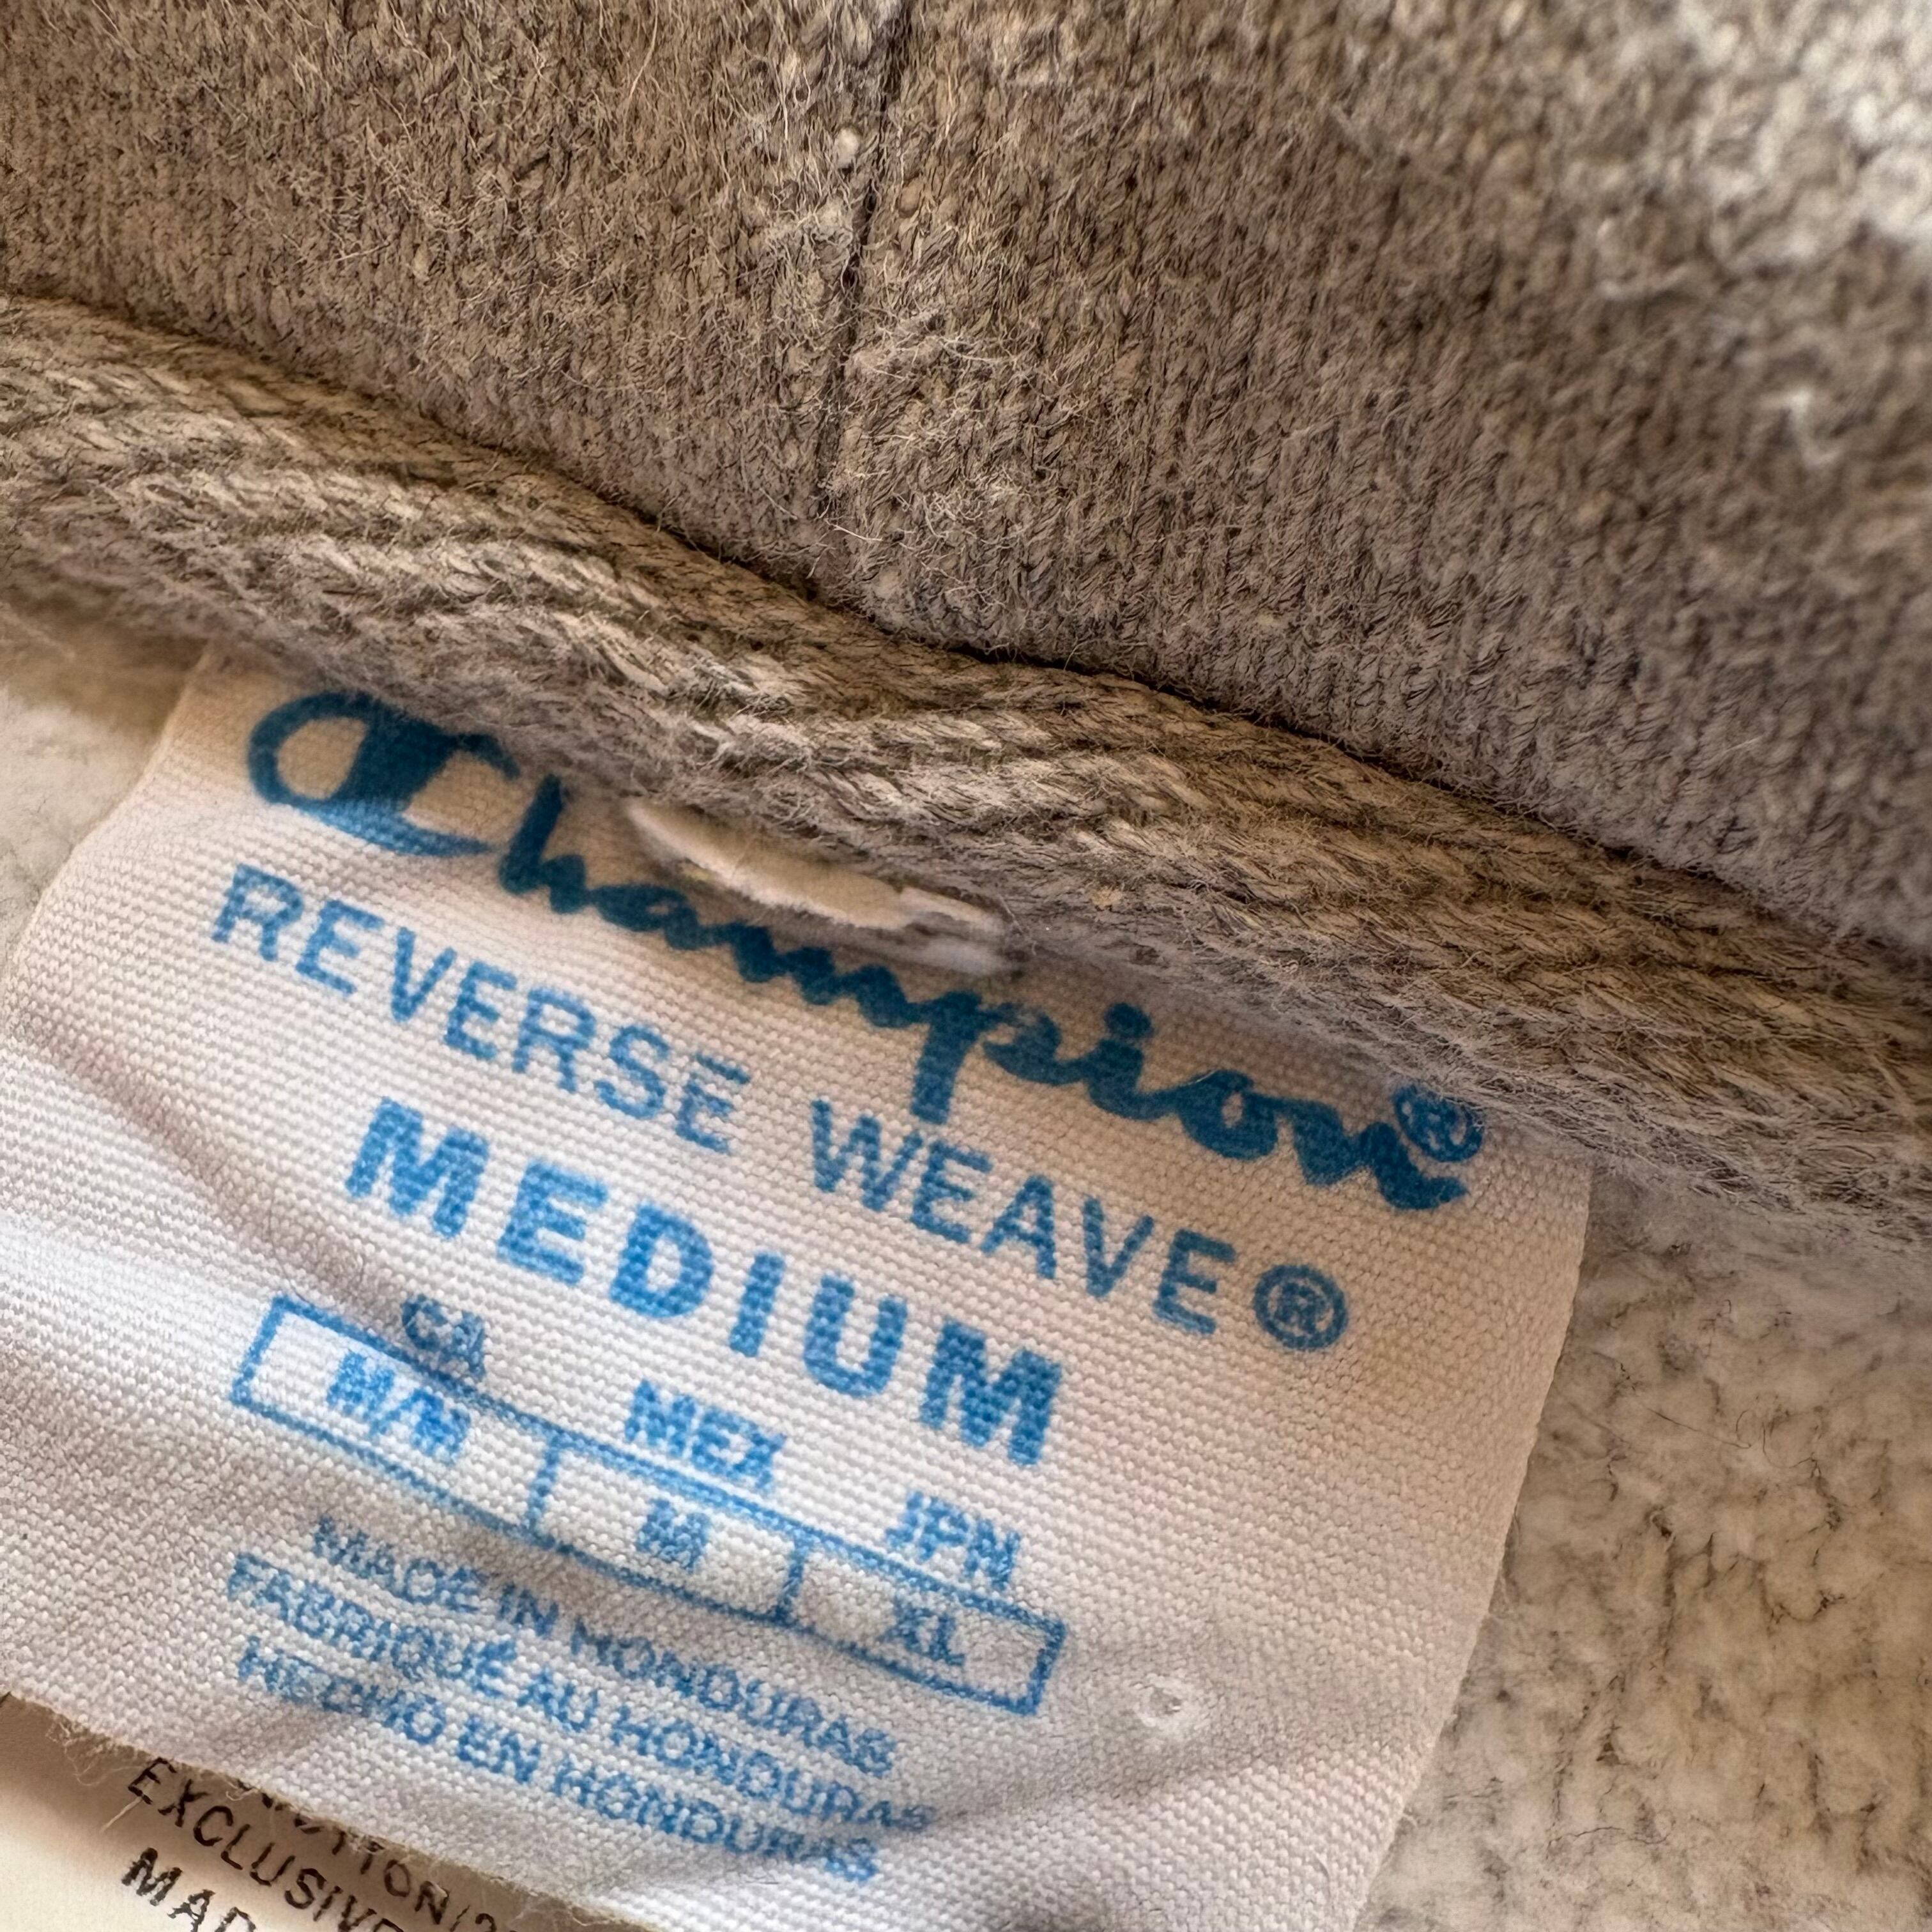 Champion®
REVERSE WEAVE®
MEDIUM
CA MEX JPN
M/M M XL
MADE IN HONDURAS
FABRIQUÉ AU HONDURAS
HECHO EN HONDURAS
EXCLUSIVE